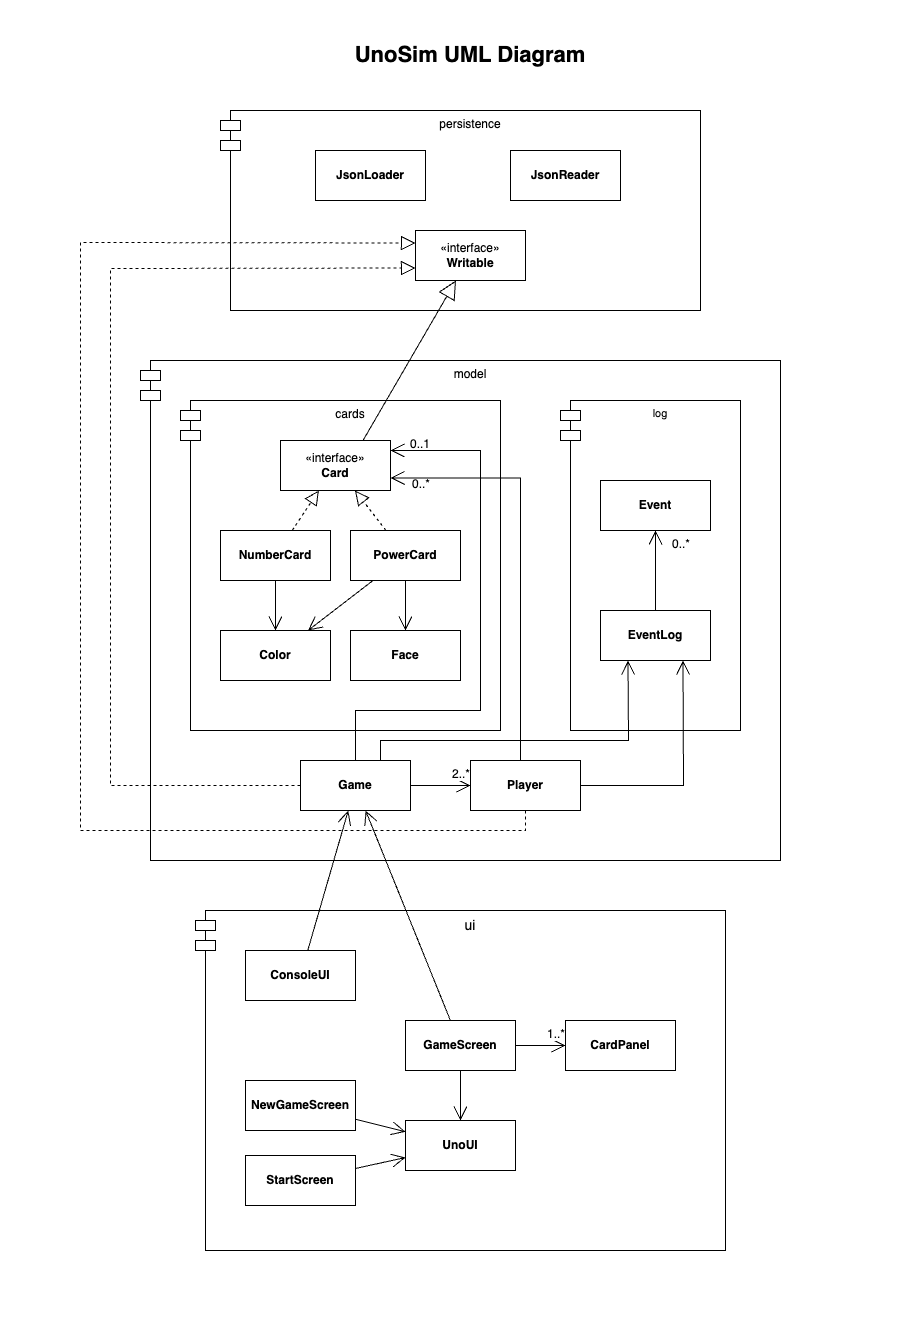 UnoSim UML Diagram
persistence
JsonLoader
JsonReader
«interface»
Writable
model
cards
log
0..1
«interface»
Card
0..*
Event
0..*
NumberCard
PowerCard
EventLog
Color
Face
2..*
Game
Player
ui
ConsoleUI
1..*
GameScreen
CardPanel
NewGameScreen
UnoUI
StartScreen